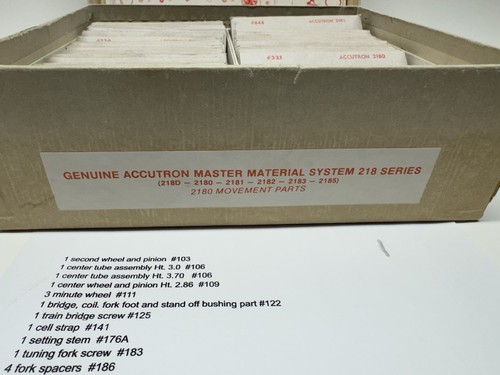 2182 ACCUTRON 2181
#221 ACCUTRON 218D
GENUINE ACCUTRON MASTER MATERIAL SYSTEM 218 SERIES
(218D - 2180 - 2181 - 2182 - 2183 - 2185)
2180 MOVEMENT PARTS
1 second wheel and pinion #103
1 center tube assembly Ht. 3.0 #106
1 center tube assembly Ht. 3.70 #106
1 center wheel and pinion Ht. 2.86 #109
3 minute wheel #111
1 bridge, coil. fork foot and stand off bushing part #122
1 train bridge screw #125
1 cell strap #141
1 setting stem #176A
1 tuning fork screw #183
4 fork spacers #186